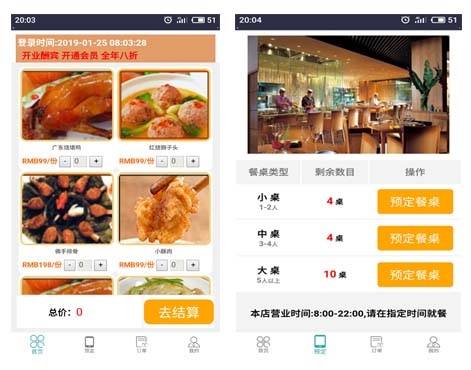 20:03
51
登录时间:2019-01-25 08:03:28
开业酬宾 开通会员 全年八折
广东烧填鸭
红烧狮子头
RMB99/份 - 0 +
RMB99/份 - 0 +
锦手排骨
小酥肉
RMB198/份 - 0 +
RMB99/份 - 0 +
总价: 0
去结算
首页
预定
订单
我的
20:04
51
餐桌类型 剩余数目 操作
小桌
1-2人
4 桌
预定餐桌
中桌
3-4人
4 桌
预定餐桌
大桌
5人以上
10 桌
预定餐桌
本店营业时间:8:00-22:00,请在指定时间就餐
首页
预定
订单
我的